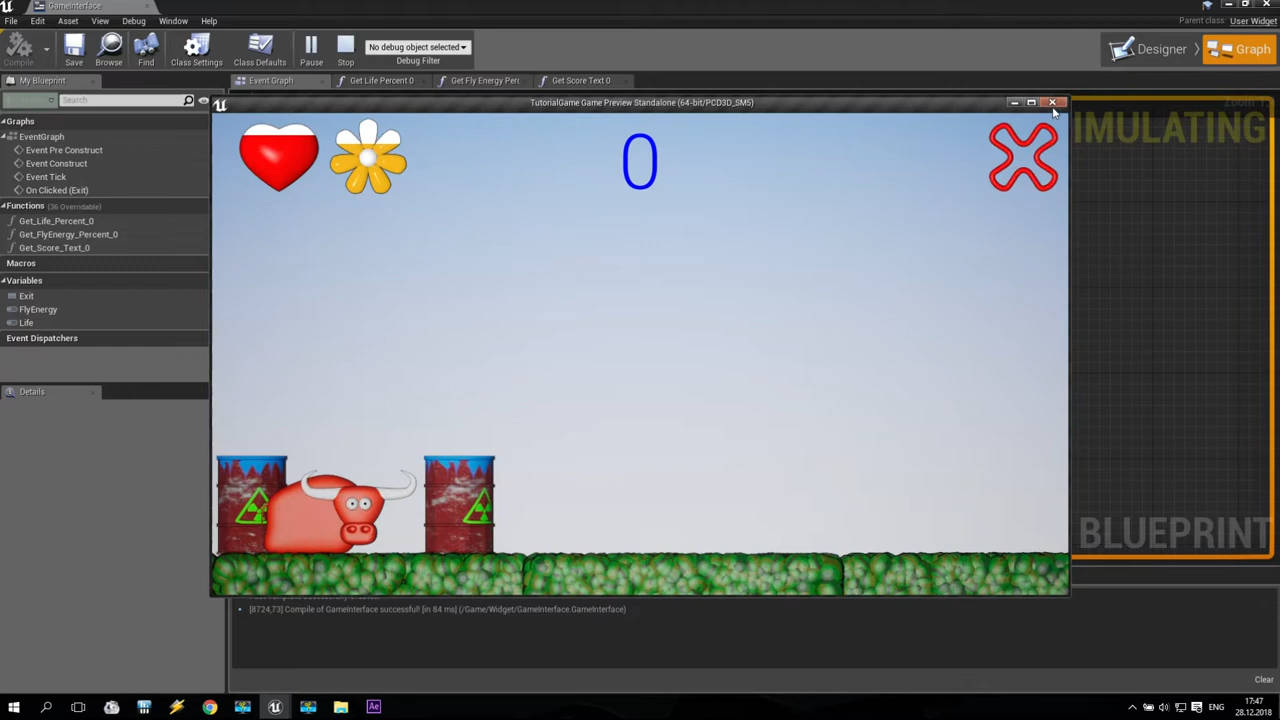 GameInterface
File Edit Asset View Debug Window Help
Parent class: User Widget
Compile Save Browse Find Class Settings Class Defaults Pause Stop
No debug object selected
Debug Filter
Designer Graph
My Blueprint
Event Graph Get Life Percent 0 Get Fly Energy Perc Get Score Text 0
Search
Graphs
EventGraph
Event Pre Construct
Event Construct
Event Tick
On Clicked (Exit)
Functions (36 Overridable)
Get_Life_Percent_0
Get_FlyEnergy_Percent_0
Get_Score_Text_0
Macros
Variables
Exit
FlyEnergy
Life
Event Dispatchers
Details
TutorialGame Game Preview Standalone (64-bit/PCD3D_SM5)
0
IMULATING
BLUEPRINT
[8724,73] Compile of GameInterface successful! [in 84 ms] (/Game/Widget/GameInterface.GameInterface)
Clear
Ae
ENG
17:47
28.12.2018